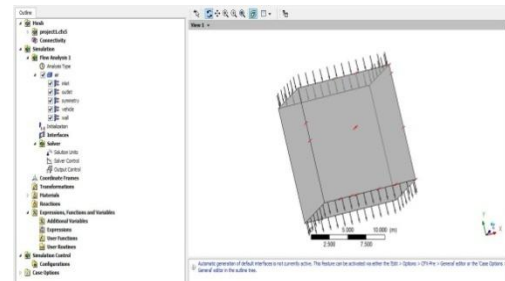 Outline
Mesh
project1.cfx5
Connectivity
Simulation
Flow Analysis 1
Analysis Type
air
inlet
outlet
symmetry
vehicle
wall
Initialization
Interfaces
Solver
Solution Units
Solver Control
Output Control
Coordinate Frames
Transformations
Materials
Reactions
Expressions, Functions and Variables
Additional Variables
Expressions
User Functions
User Routines
Simulation Control
Configurations
Case Options
View 1
0
5.000
10.000 (m)
2.500
7.500
Automatic generation of default interfaces is not currently active. This feature can be activated via either the Edit > Options > CFX-Pre > General editor or the 'Case Options >
General' editor in the outline tree.